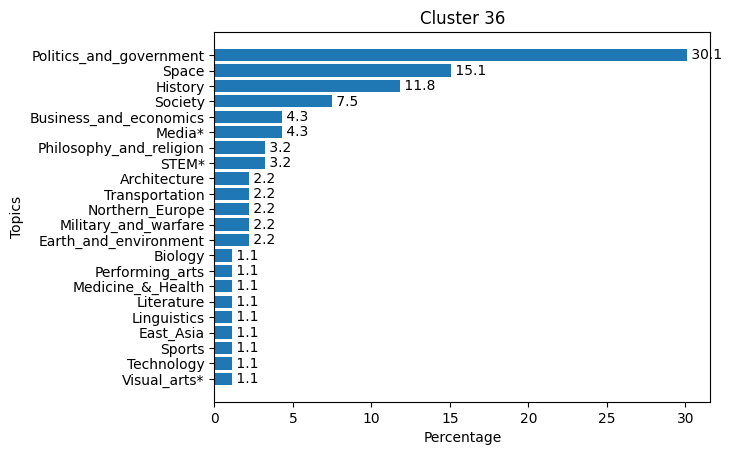 Cluster 36
Topics
Politics_and_government 30.1
Space 15.1
History 11.8
Society 7.5
Business_and_economics 4.3
Media* 4.3
Philosophy_and_religion 3.2
STEM* 3.2
Architecture 2.2
Transportation 2.2
Northern_Europe 2.2
Military_and_warfare 2.2
Earth_and_environment 2.2
Biology 1.1
Performing_arts 1.1
Medicine_&_Health 1.1
Literature 1.1
Linguistics 1.1
East_Asia 1.1
Sports 1.1
Technology 1.1
Visual_arts* 1.1
0 5 10 15 20 25 30
Percentage